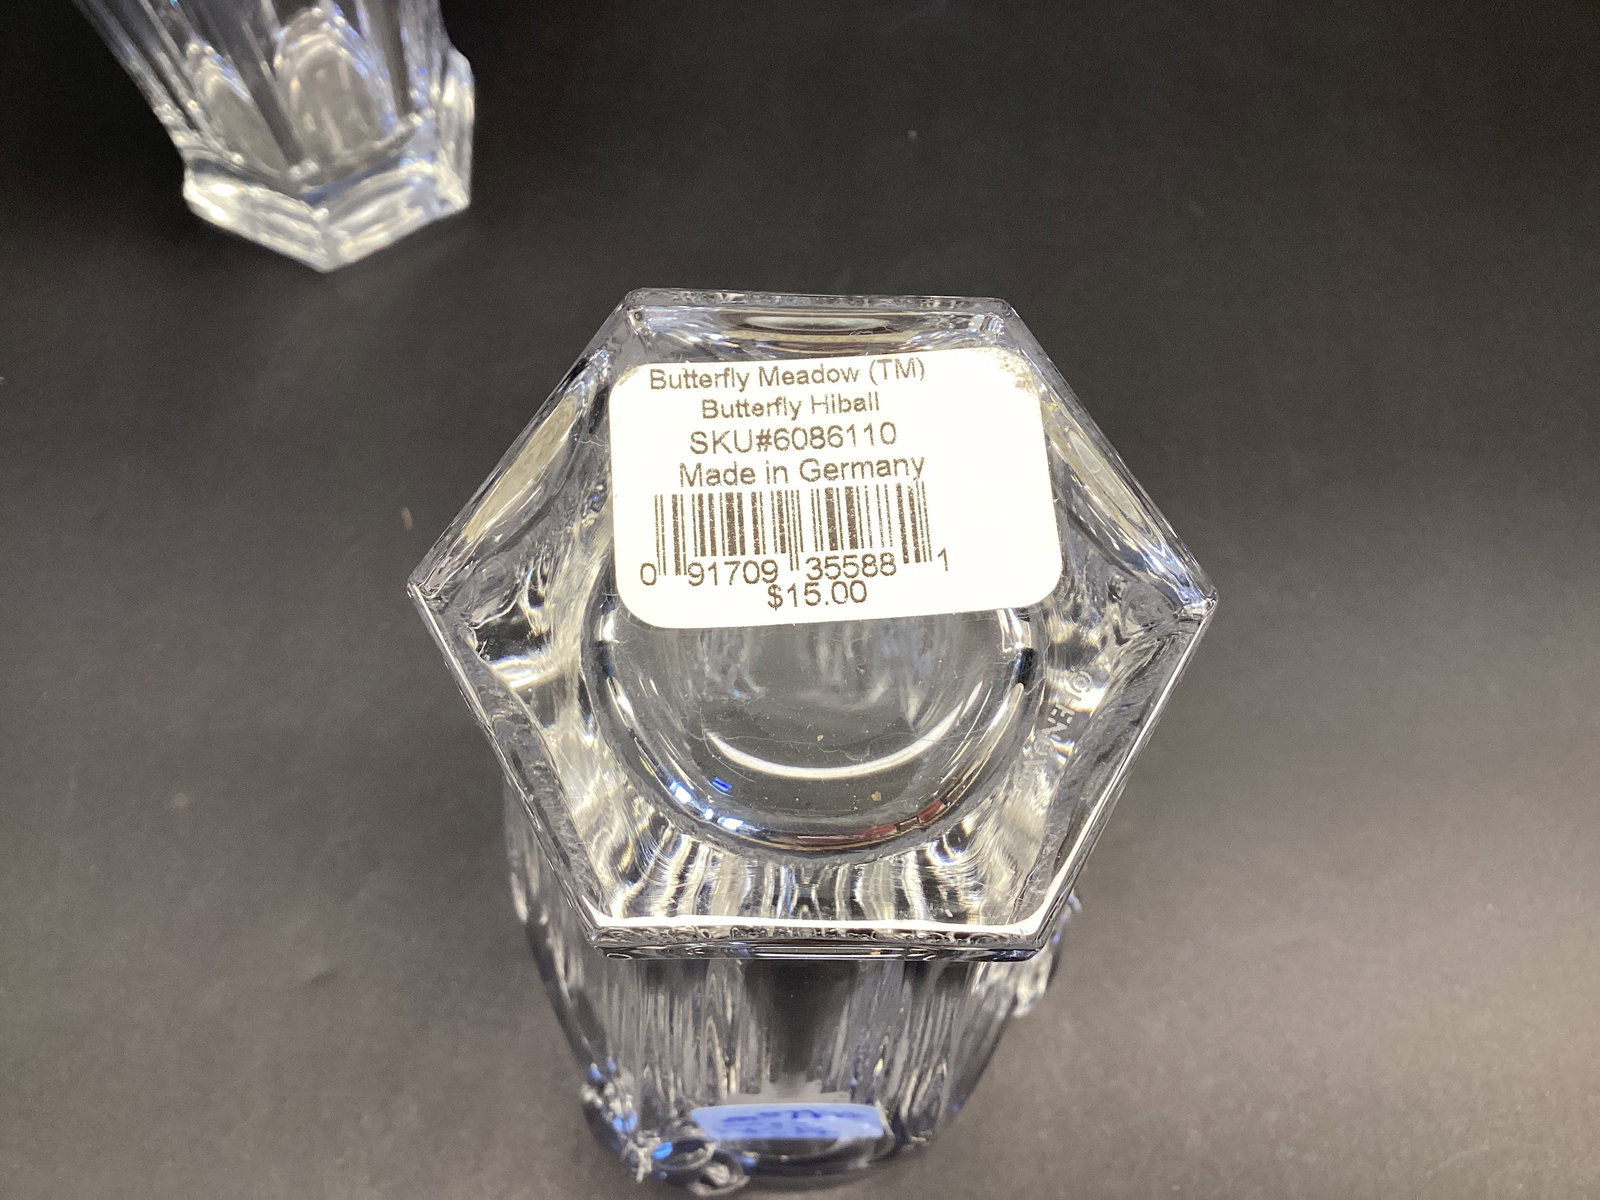 Butterfly Meadow (TM)
Butterfly Hiball
SKU#6086110
Made in Germany
0 91709 35588 1
$15.00